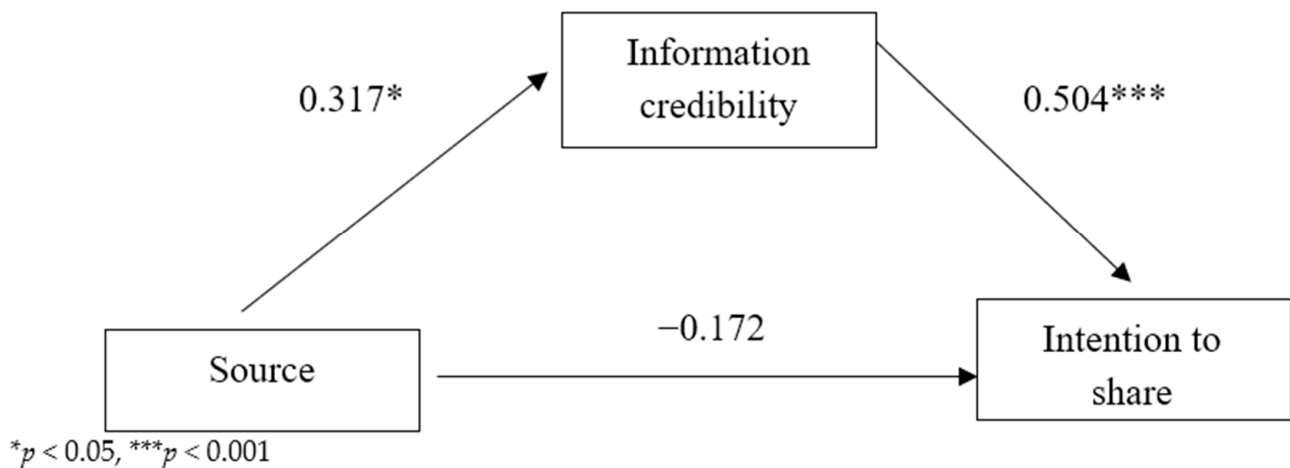 Information
credibility
0.317*
0.504***
−0.172
Source
Intention to
share
*p < 0.05, ***p < 0.001